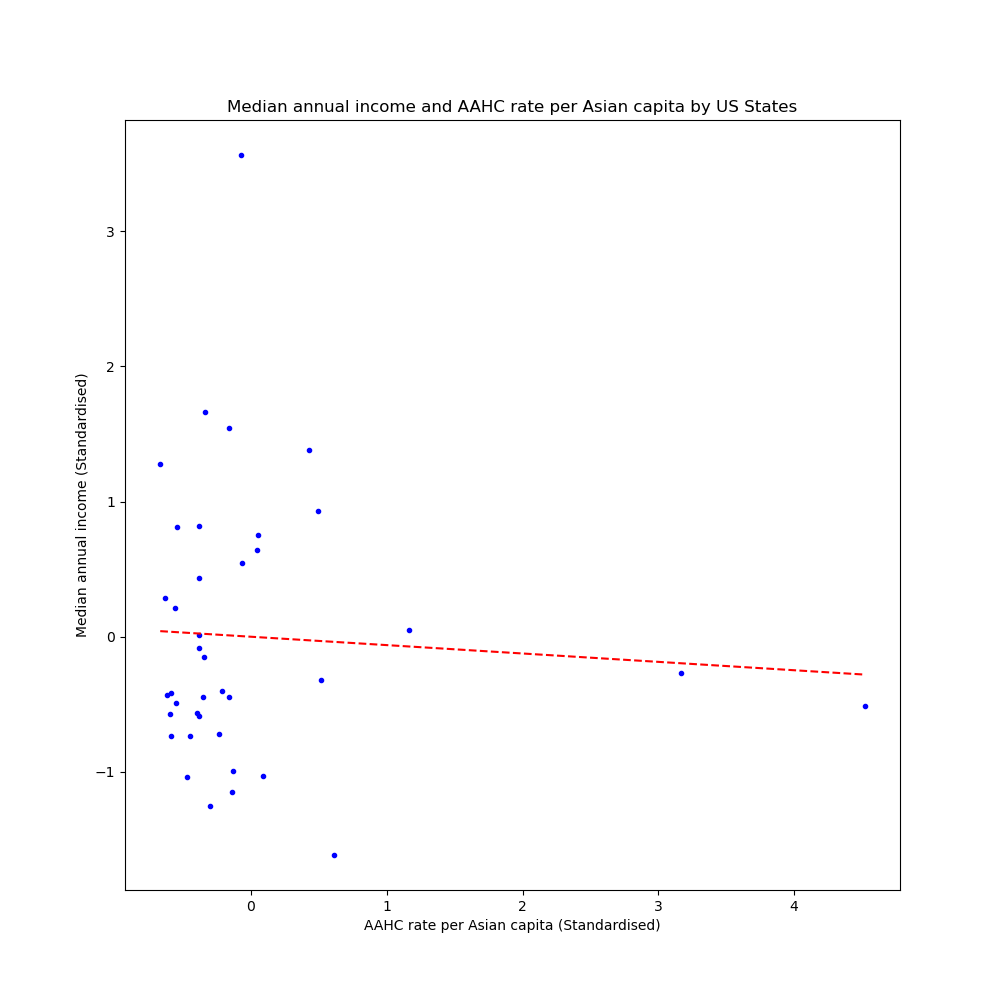 Median annual income and AAHC rate per Asian capita by US States
3
2
1
0
−1
Median annual income (Standardised)
0 1 2 3 4
AAHC rate per Asian capita (Standardised)